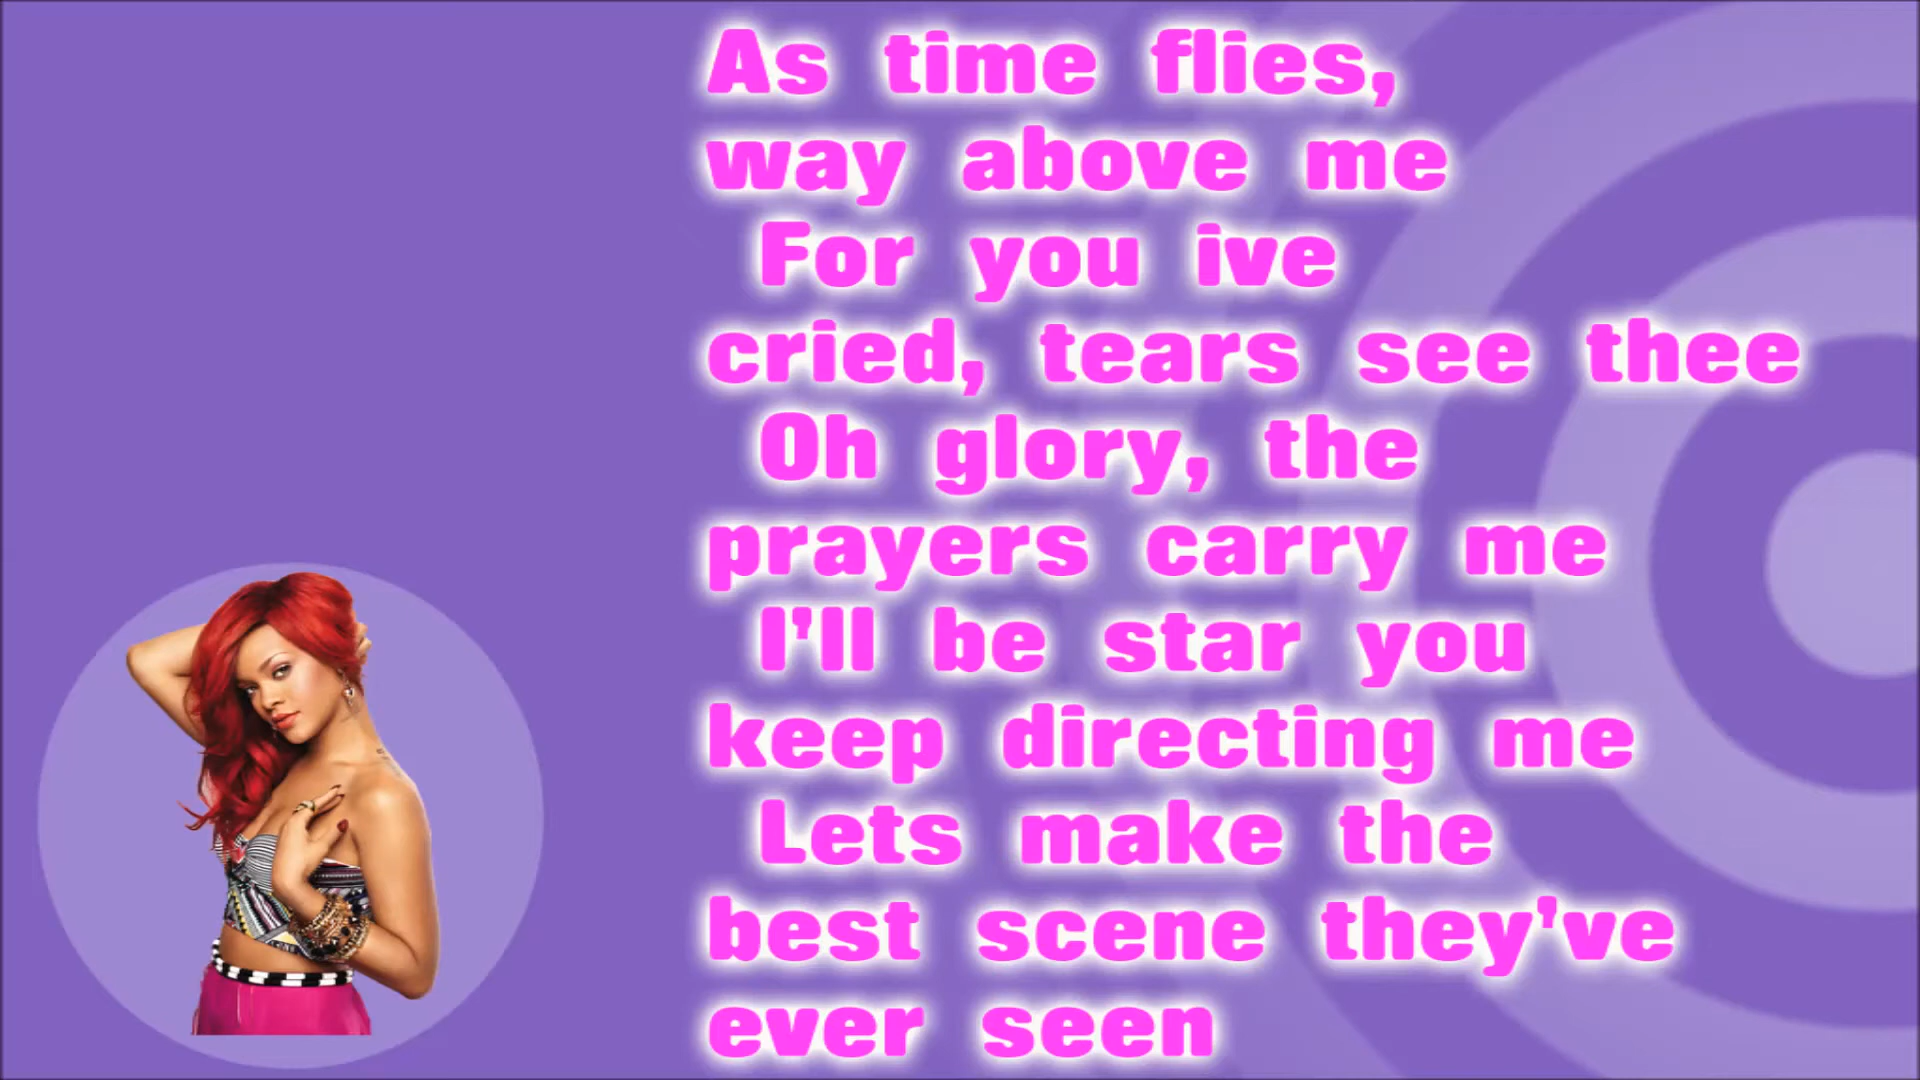 As time flies,
way above me
For you ive
cried, tears see thee
Oh glory, the
prayers carry me
I'll be star you
keep directing me
Lets make the
best scene they've
ever seen